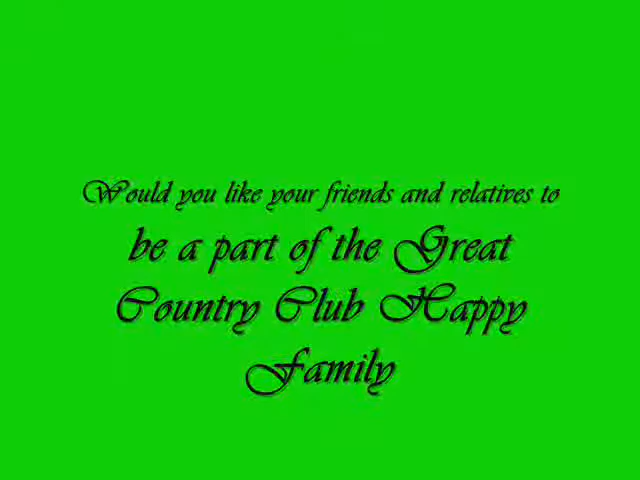 Would you like your friends and relatives to
be a part of the Great
Country Club Happy
Family